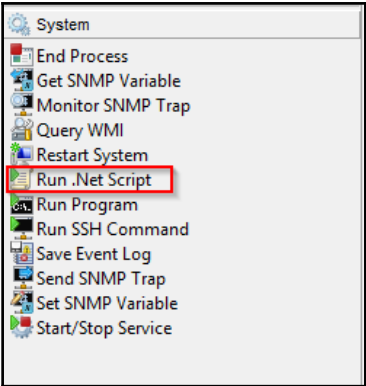 System
End Process
Get SNMP Variable
Monitor SNMP Trap
Query WMI
Restart System
Run .Net Script
Run Program
Run SSH Command
Save Event Log
Send SNMP Trap
Set SNMP Variable
Start/Stop Service